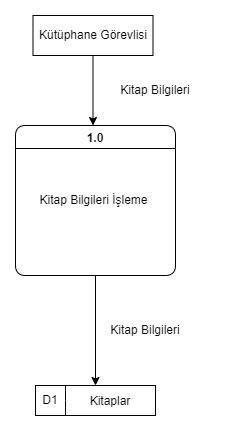 Kütüphane Görevlisi
Kitap Bilgileri
1.0
Kitap Bilgileri İşleme
Kitap Bilgileri
D1
Kitaplar